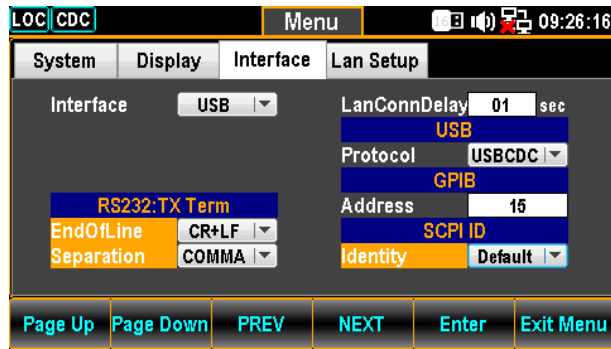 LOC CDC Menu 16 09:26:16
System Display Interface Lan Setup
Interface USB
LanConnDelay 01 sec
USB
Protocol USBCDC
GPIB
RS232:TX Term
Address 15
EndOfLine CR+LF
SCPI ID
Separation COMMA
Identity Default
Page Up Page Down PREV NEXT Enter Exit Menu